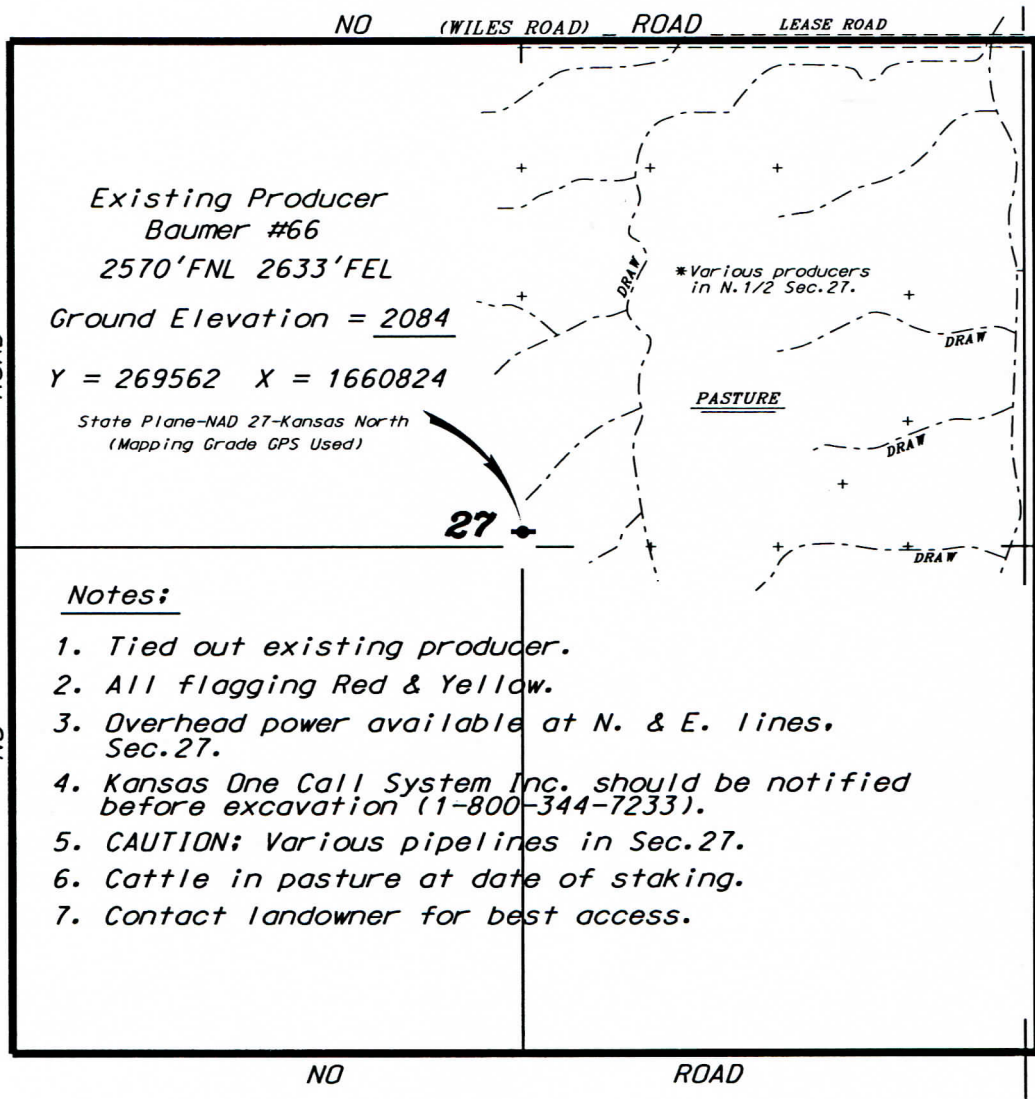 NO (WILES ROAD) ROAD LEASE ROAD
Existing Producer
Baumer #66
2570'FNL 2633'FEL
Ground Elevation = 2084
Y = 269562 X = 1660824
State Plane-NAD 27-Kansas North
(Mapping Grade GPS Used)
DRAW
*Various producers
in N.1/2 Sec.27.
DRAW
PASTURE
DRAW
27
DRAW
NO
Notes:
1. Tied out existing producer.
2. All flagging Red & Yellow.
3. Overhead power available at N. & E. lines.
Sec.27.
4. Kansas One Call System Inc. should be notified
before excavation (1-800-344-7233).
5. CAUTION: Various pipelines in Sec.27.
6. Cattle in pasture at date of staking.
7. Contact landowner for best access.
NO ROAD